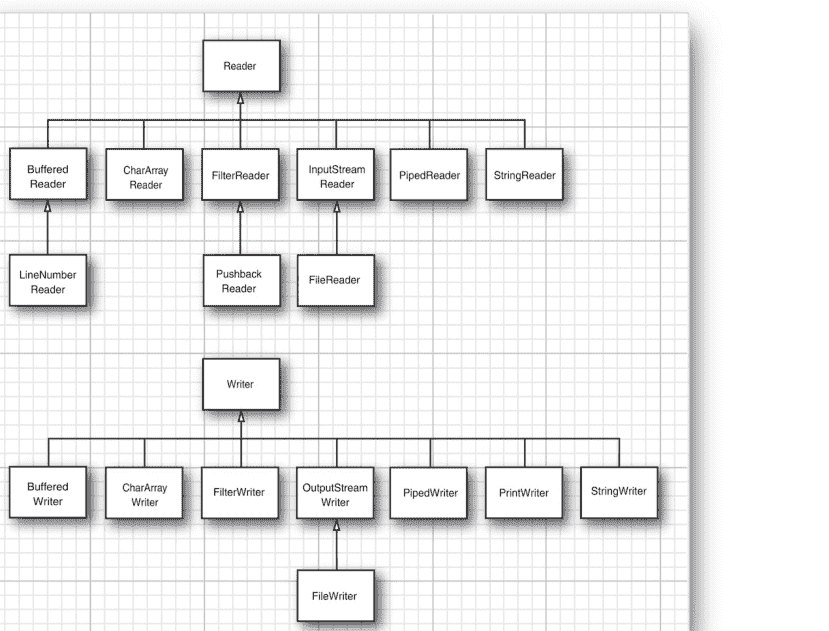 Reader
Buffered
Reader
CharArray
Reader
FilterReader
InputStream
Reader
PipedReader
StringReader
LineNumber
Reader
Pushback
Reader
FileReader
Writer
Buffered
Writer
CharArray
Writer
FilterWriter
OutputStream
Writer
PipedWriter
PrintWriter
StringWriter
FileWriter